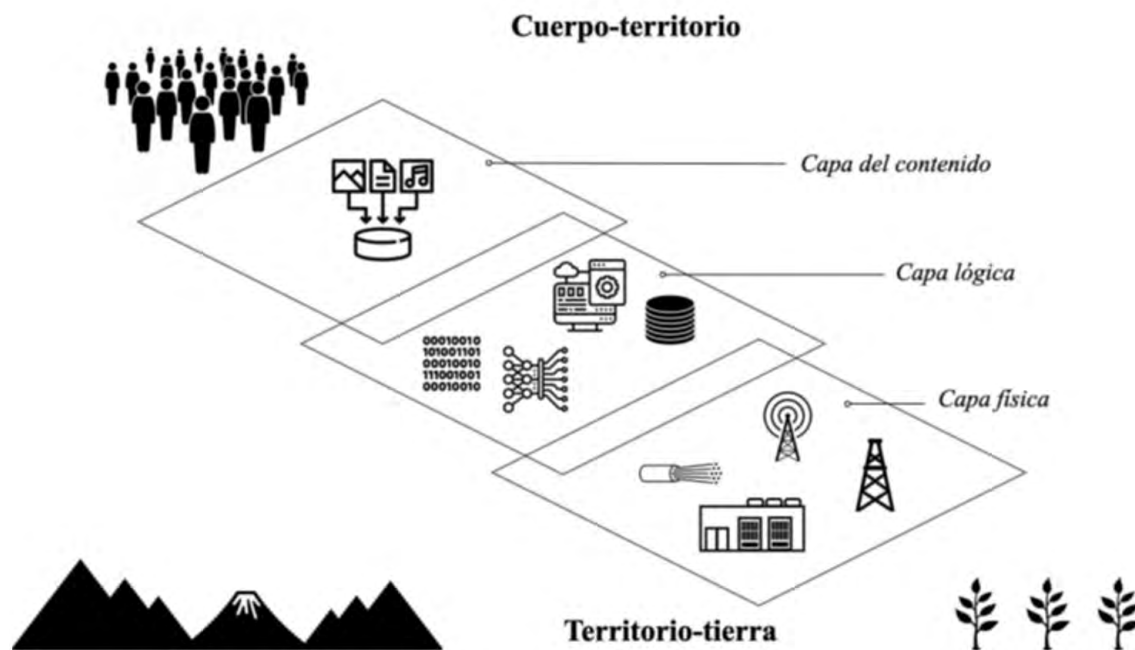 Cuerpo-territorio
Capa del contenido
Capa lógica
00010010
101001101
00010010
111001001
00010010
Capa física
Territorio-tierra